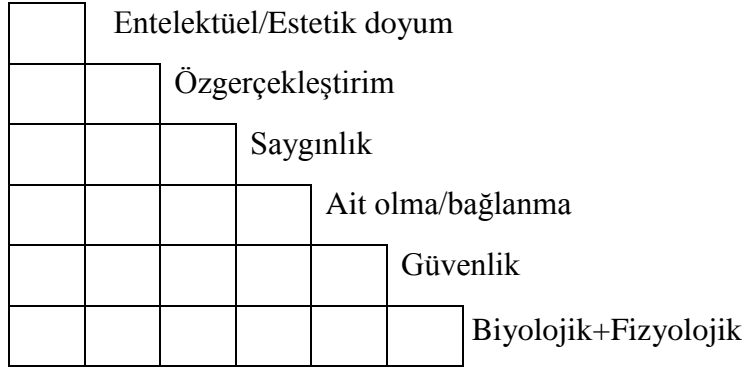 Entelektüel/Estetik doyum
Özgerçekleştirim
Saygınlık
Ait olma/bağlanma
Güvenlik
Biyolojik+Fizyolojik